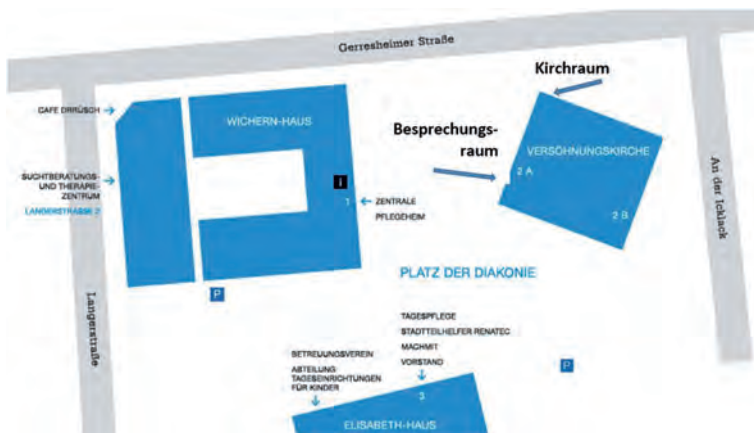 Gerresheimer Straße
Kirchraum
CAFE DRRÜSCH
WICHERN-HAUS
Besprechungs-
raum
VERSÖHNUNGSKIRCHE
2 A
An der Icklack
SUCHTBERATUNGS-
UND THERAPIE-
ZENTRUM
LANGERSTRASSE 2
i
1
ZENTRALE
PFLEGEHEIM
2 B
PLATZ DER DIAKONIE
P
Langerstraße
TAGESPFLEGE
STADTTEILHELFER RENATEC
MACHMIT
VORSTAND
BETREUUNGSVEREIN
ABTEILUNG
TAGESEINRICHTUNGEN
FÜR KINDER
P
3
ELISABETH-HAUS